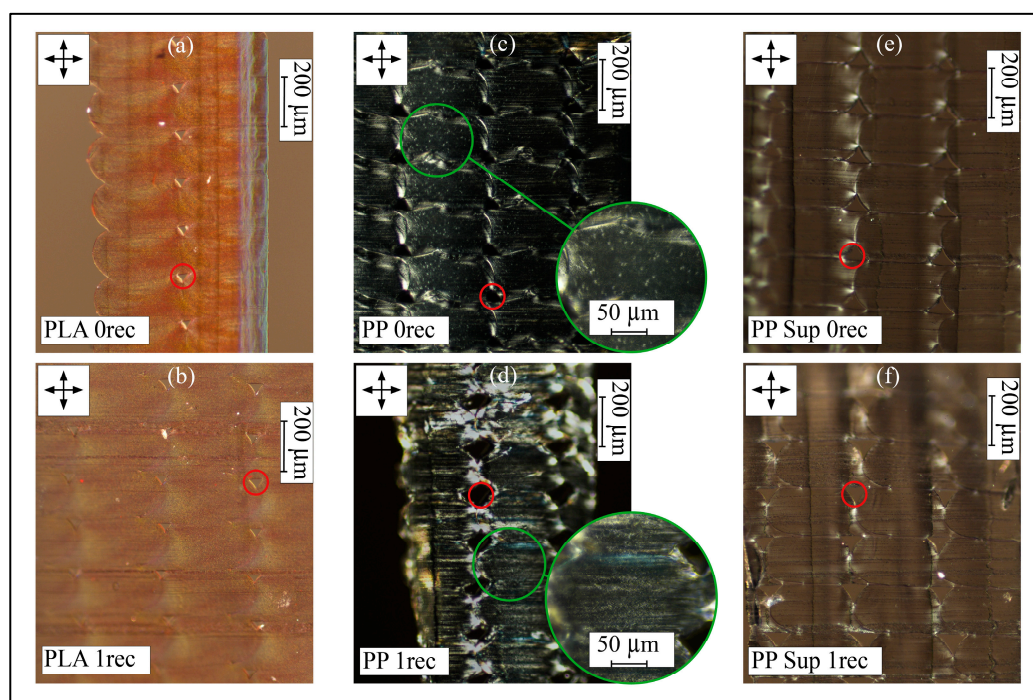 (a)
200 µm
PLA 0rec
(c)
200 µm
50 µm
PP 0rec
(e)
200 µm
PP Sup 0rec
(b)
200 µm
PLA 1rec
(d)
200 µm
50 µm
PP 1rec
(f)
200 µm
PP Sup 1rec